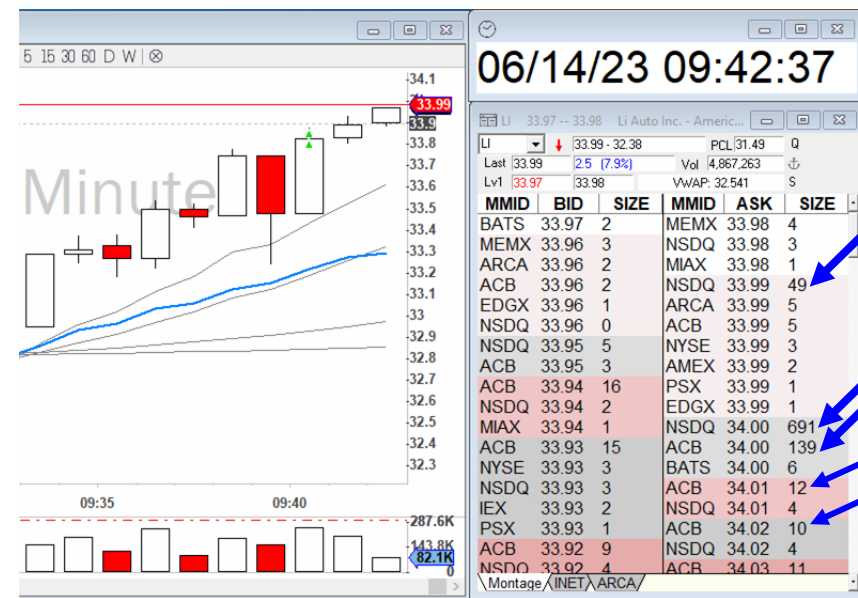 5 15 30 60 D W
Minute
34.1
33.99
33.9
33.8
33.7
33.6
33.5
33.4
33.3
33.2
33.1
33
32.9
32.8
32.7
32.6
32.5
32.4
32.3
09:35 09:40
287.6K
143.8K
82.1K
0
06/14/23 09:42:37
LI 33.97 -- 33.98 Li Auto Inc. - Americ...
LI 33.99 - 32.38 PCL 31.49 Q
Last 33.99 2.5 (7.9%) Vol 4,867,263
Lv1 33.97 33.98 VWAP: 32.541 S
MMID BID SIZE MMID ASK SIZE
BATS 33.97 2 MEMX 33.98 4
MEMX 33.96 3 NSDQ 33.98 3
ARCA 33.96 2 MIAX 33.98 1
ACB 33.96 2 NSDQ 33.99 49
EDGX 33.96 1 ARCA 33.99 5
NSDQ 33.96 0 ACB 33.99 5
NSDQ 33.95 5 NYSE 33.99 3
ACB 33.95 3 AMEX 33.99 2
ACB 33.94 16 PSX 33.99 1
NSDQ 33.94 2 EDGX 33.99 1
MIAX 33.94 1 NSDQ 34.00 691
ACB 33.93 15 ACB 34.00 139
NYSE 33.93 3 BATS 34.00 6
NSDQ 33.93 3 ACB 34.01 12
IEX 33.93 2 NSDQ 34.01 4
PSX 33.93 1 ACB 34.02 10
ACB 33.92 9 NSDQ 34.02 4
NSDQ 33.92 4 ACB 34.03 11
Montage INET ARCA